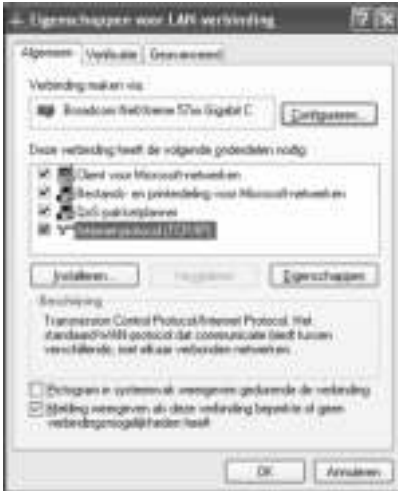 Eigenschappen voor LAN-verbinding
Algemeen Verificatie Geavanceerd
Verbinding maken via:
Broadcom NetXtreme 57xx Gigabit C
Configureren...
Deze verbinding heeft de volgende onderdelen nodig:
Client voor Microsoft-netwerken
Bestands- en printerdeling voor Microsoft-netwerken
QoS-pakketplanner
Internet-protocol (TCP/IP)
Installeren... Verwijderen Eigenschappen
Beschrijving
Transmission Control Protocol/Internet Protocol. Het
standaard-WAN-protocol dat communicatie biedt tussen
verschillende, met elkaar verbonden netwerken.
Pictogram in systeemvak weergeven gedurende de verbinding
Melding weergeven als deze verbinding beperkte of geen
verbindingsmogelijkheden heeft
OK Annuleren